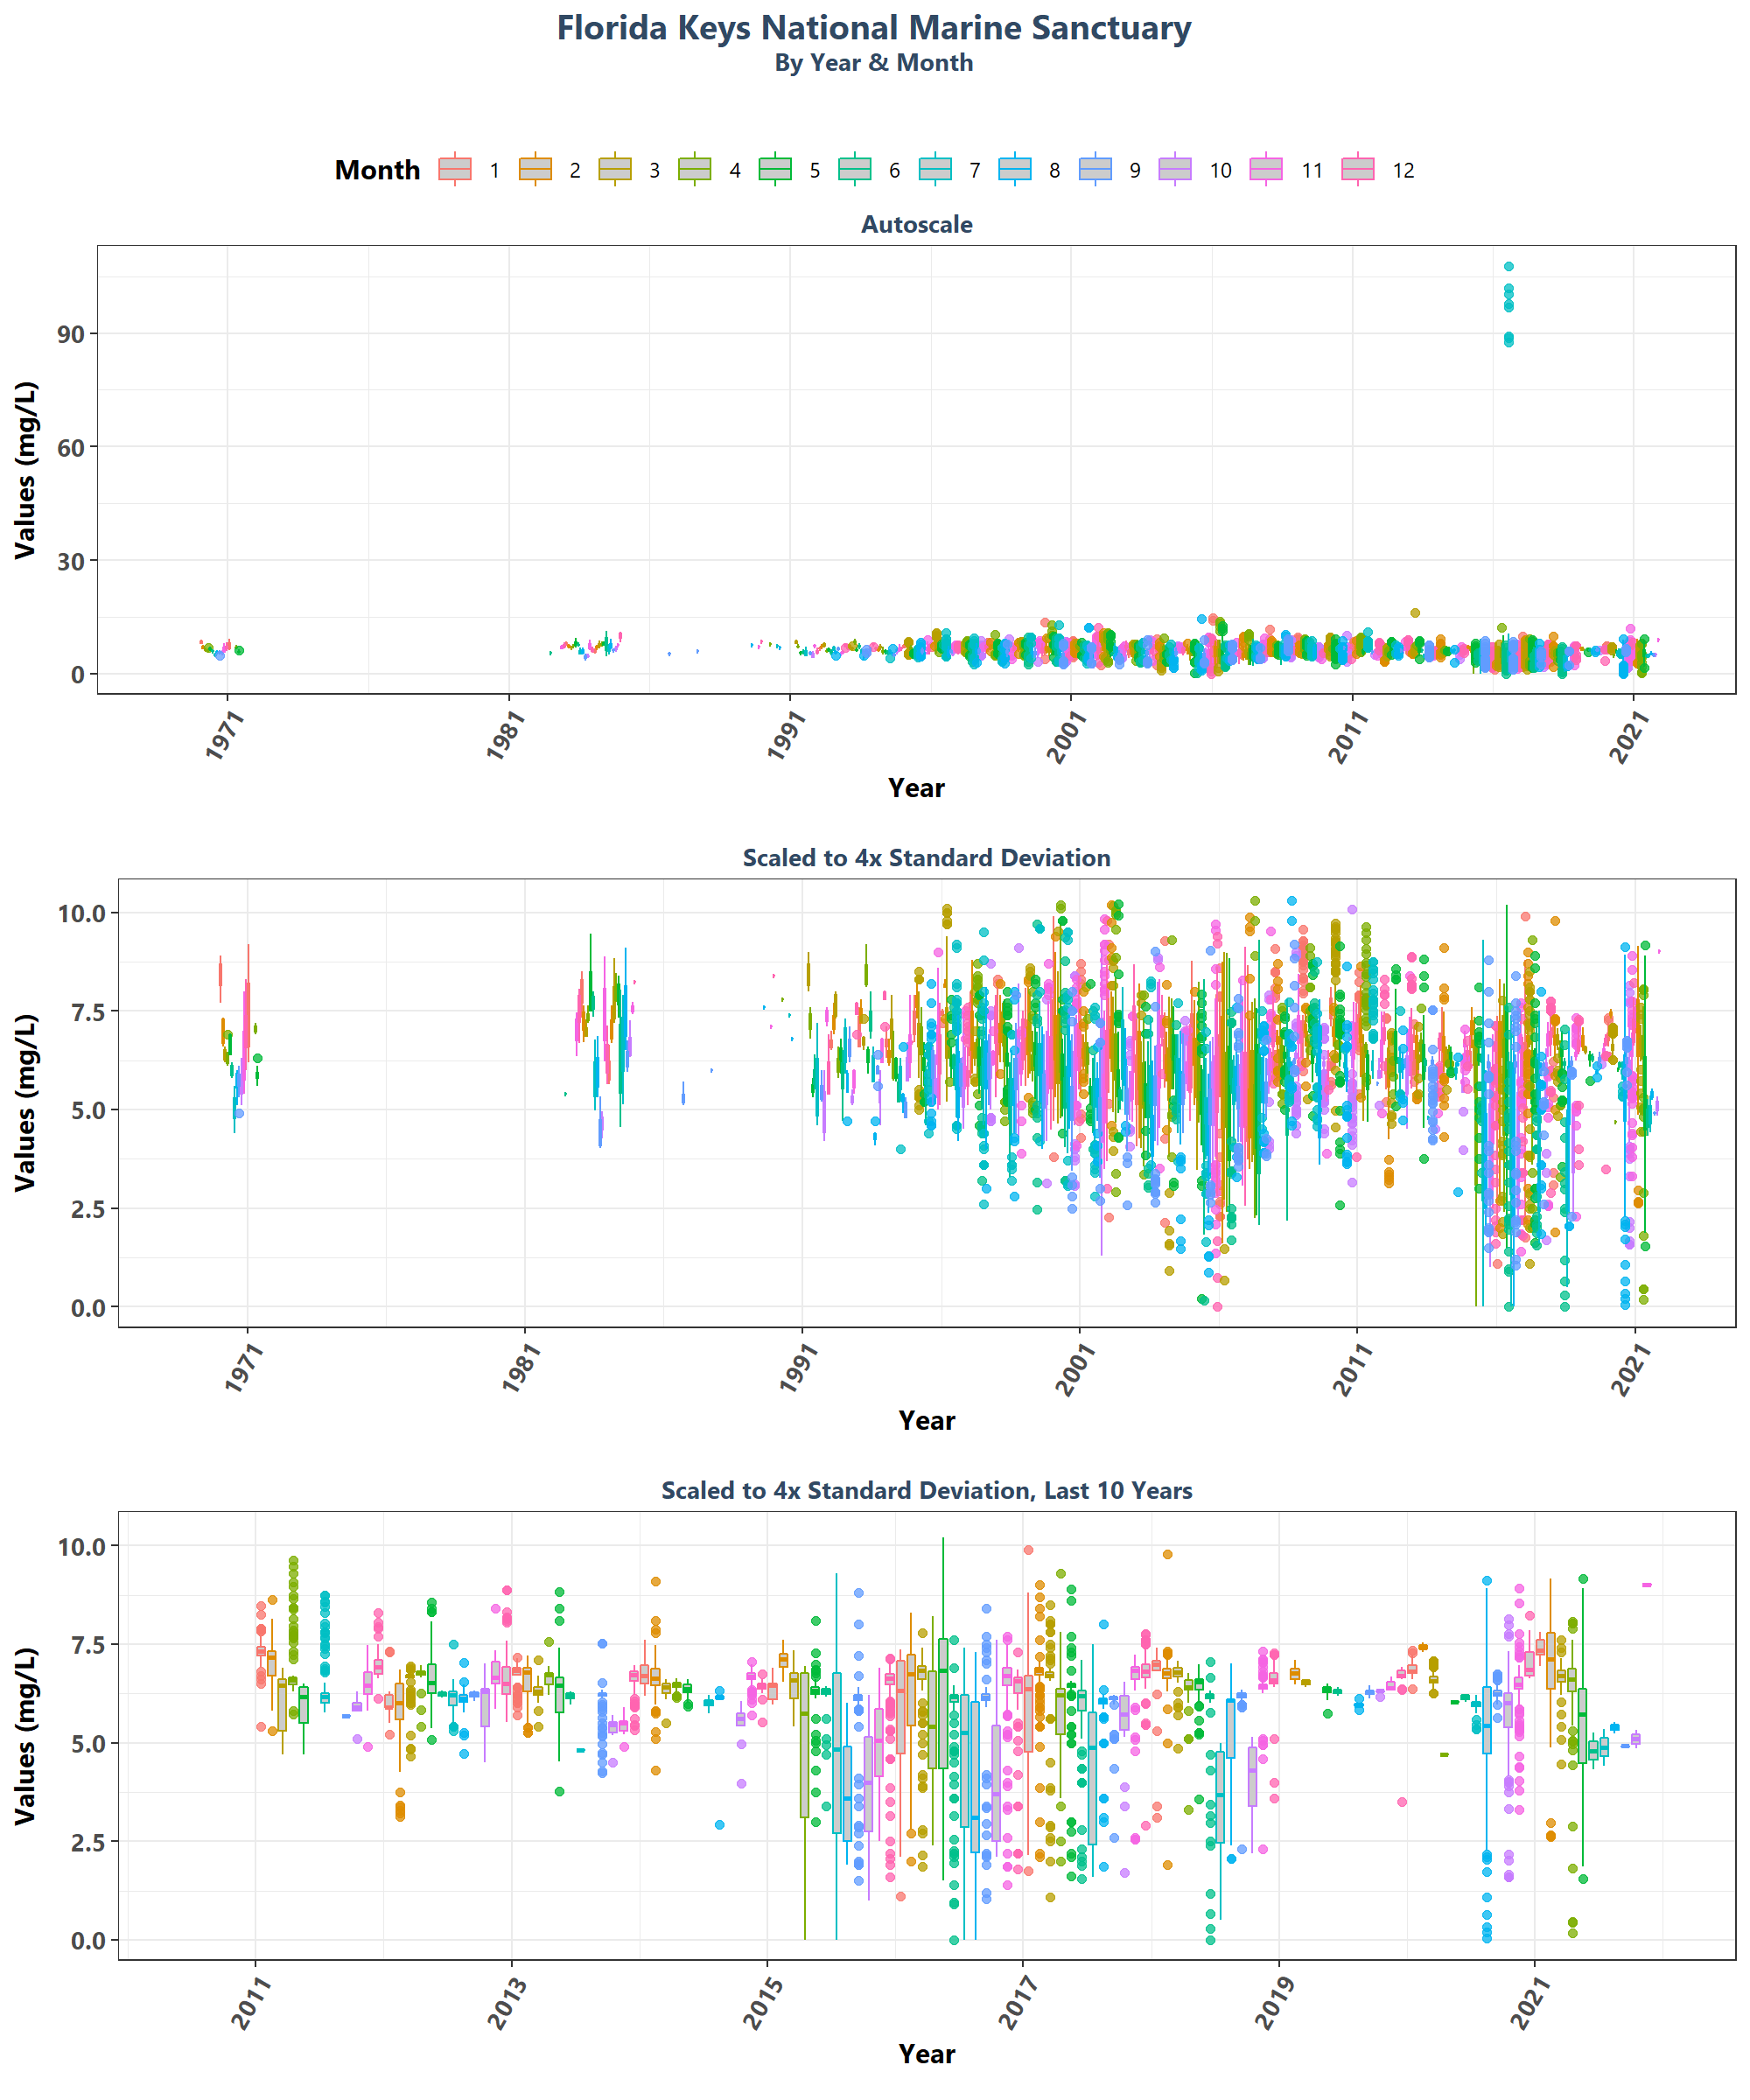 Florida Keys National Marine Sanctuary
By Year & Month
Month 1 2 3 4 5 6 7 8 9 10 11 12
Autoscale
Values (mg/L)
90
60
30
0
1971 1981 1991 2001 2011 2021
Year
Scaled to 4x Standard Deviation
Values (mg/L)
10.0
7.5
5.0
2.5
0.0
1971 1981 1991 2001 2011 2021
Year
Scaled to 4x Standard Deviation, Last 10 Years
Values (mg/L)
10.0
7.5
5.0
2.5
0.0
2011 2013 2015 2017 2019 2021
Year